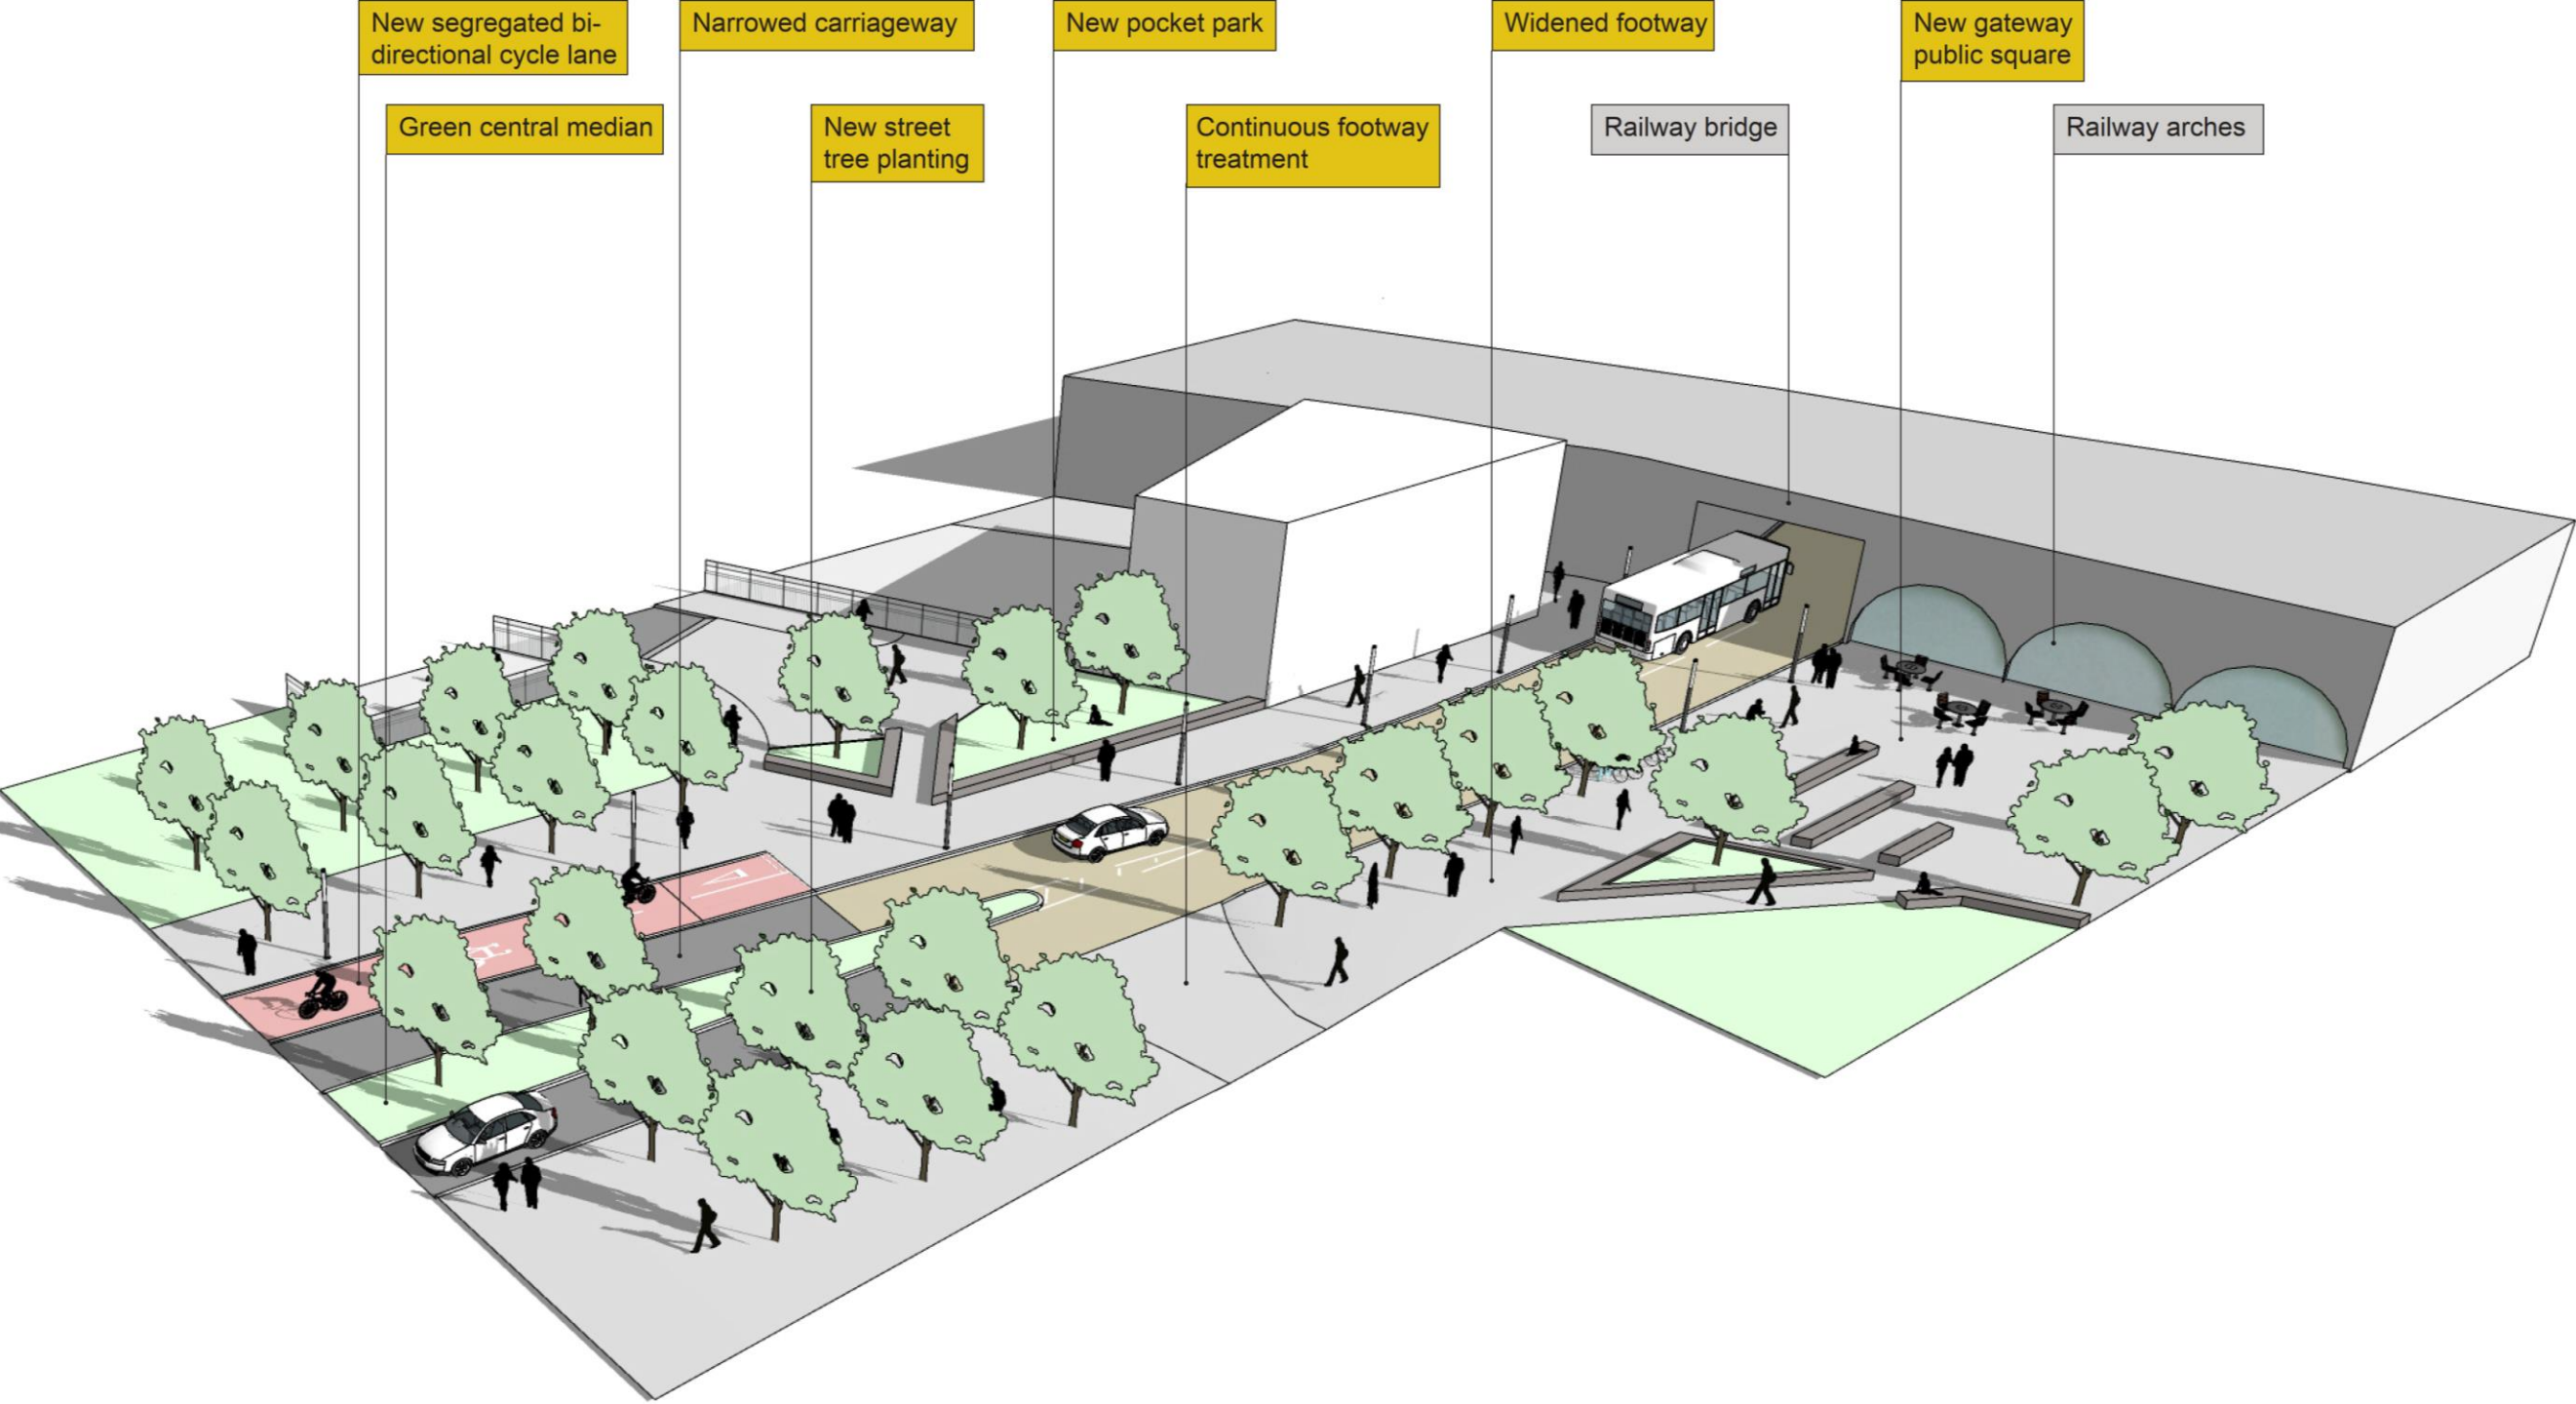 New segregated bi-
directional cycle lane
Narrowed carriageway
New pocket park
Widened footway
New gateway
public square
Green central median
New street
tree planting
Continuous footway
treatment
Railway bridge
Railway arches